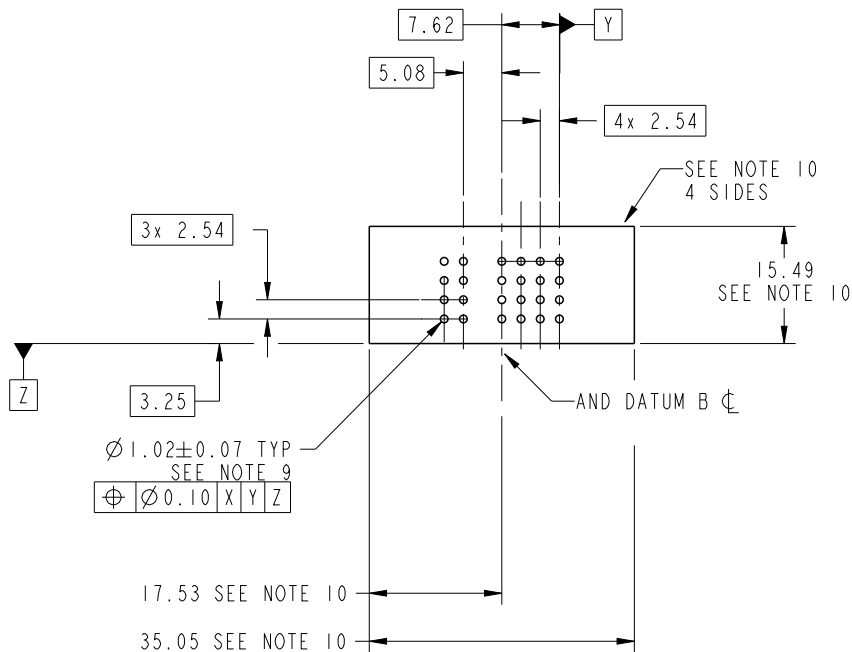 7.62
Y
5.08
4x 2.54
SEE NOTE 10
4 SIDES
3x 2.54
15.49
SEE NOTE 10
Z
3.25
AND DATUM B ℄
Ø1.02±0.07 TYP
SEE NOTE 9
⌖ Ø0.10 X Y Z
17.53 SEE NOTE 10
35.05 SEE NOTE 10